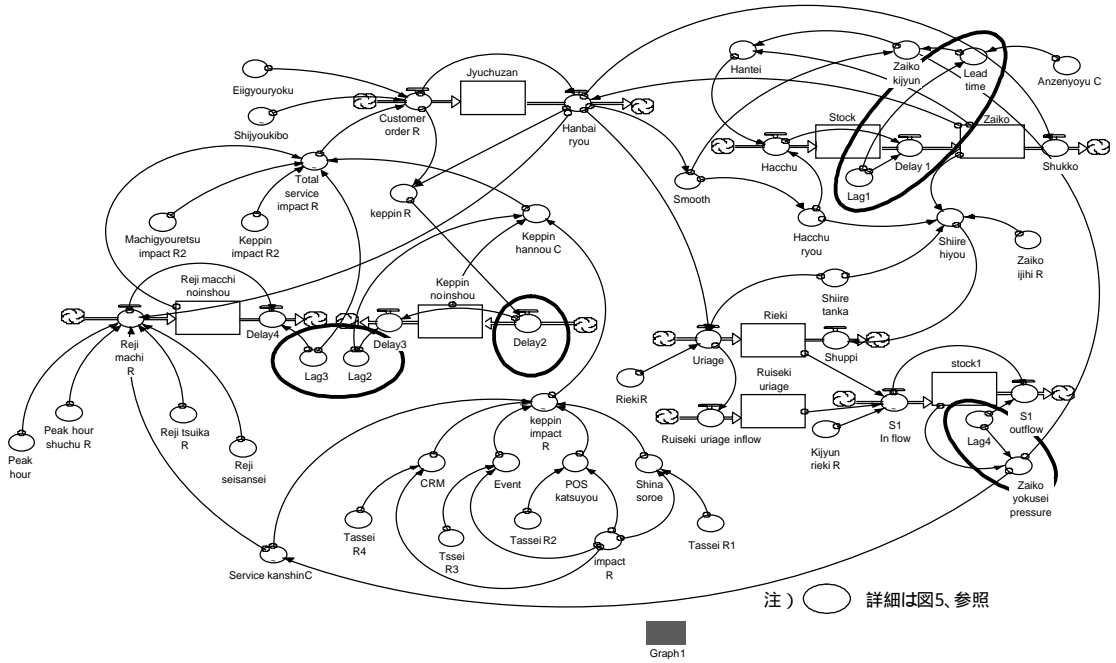 Eiigyouryoku
Jyuchuzan
Hantei
Zaiko
kijyun
Lead
time
Anzenyoyu C
Shijyoukibo
Customer
order R
Hanbai
ryou
Stock
Zaiko
Hacchu
Delay 1
Shukko
Total
service
impact R
keppin R
Smooth
Lag1
Machigyouretsu
impact R2
Keppin
impact R2
Keppin
hannou C
Hacchu
ryou
Shiire
hiyou
Zaiko
ijihi R
Reji macchi
noinshou
Keppin
noinshou
Shiire
tanka
Reji
machi
R
Delay4
Delay3
Delay2
Lag3
Lag2
Uriage
Rieki
Shuppi
RiekiR
Ruiseki
uriage
stock1
Ruiseki uriage inflow
S1
In flow
S1
outflow
Lag4
Kijyun
rieki R
Zaiko
yokusei
pressure
Peak
hour
Peak hour
shuchu R
Reji tsuika
R
Reji
seisansei
keppin
impact
R
CRM
Event
POS
katsuyou
Shina
soroe
Tassei
R4
Tssei
R3
Tassei R2
impact
R
Tassei R1
Service kanshinC
注 ) 詳細は図5、参照
Graph1